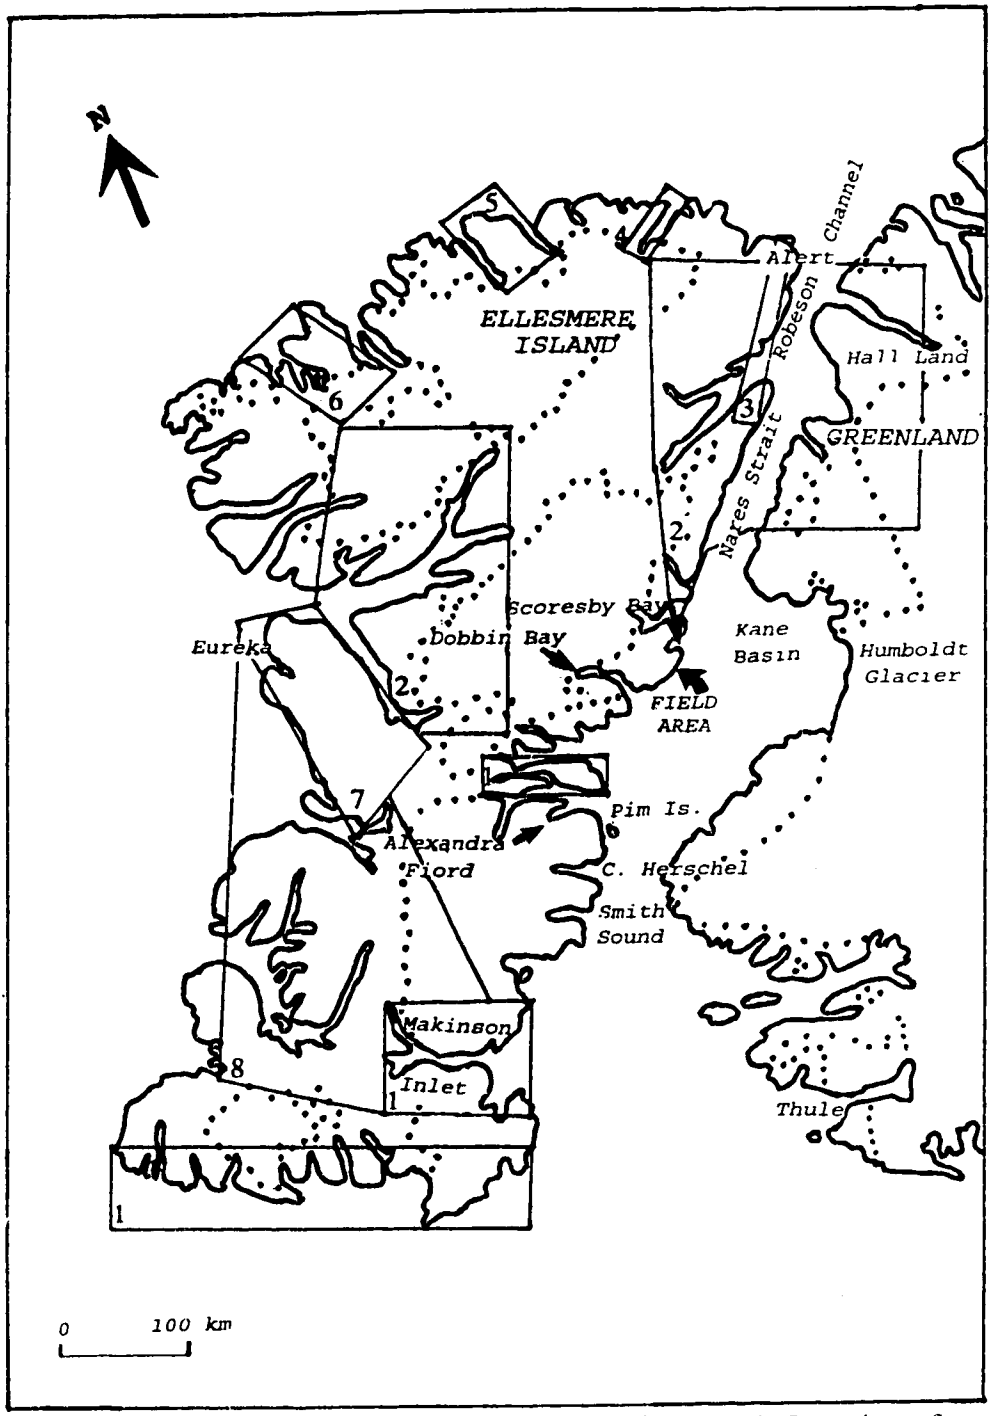 N
5
4
Channel
Alert
Robeson
ELLESMERE
ISLAND
Hall Land
6
3
GREENLAND
Nares Strait
2
Scoresby Bay
Dobbin Bay
Kane
Basin
Humboldt
Glacier
Eureka
2
FIELD
AREA
1
7
Pim Is.
Alexandra
Fiord
C. Herschel
Smith
Sound
Makinson
Inlet
8
1
Thule
1
0 100 km